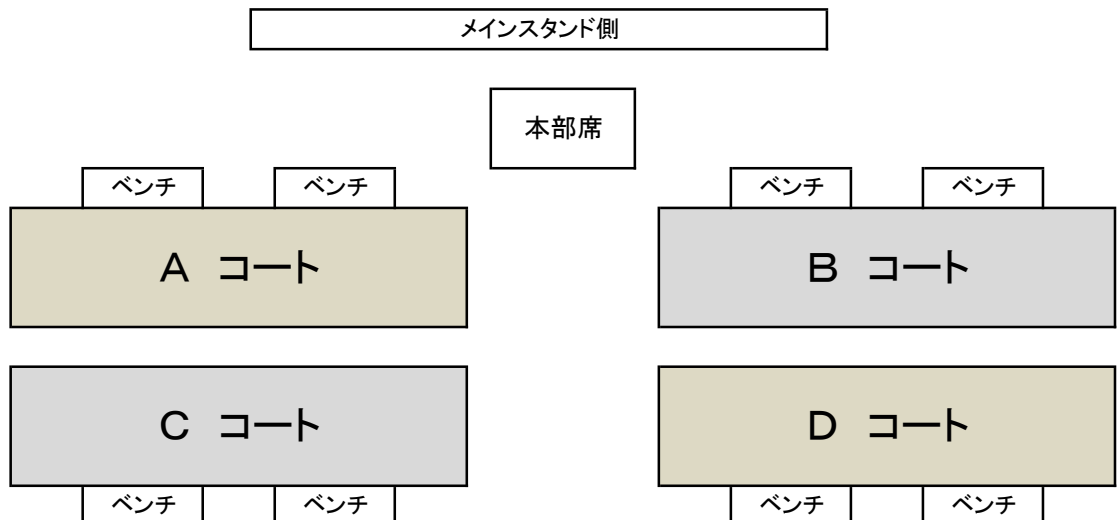 メインスタンド側
本部席
ベンチ ベンチ ベンチ ベンチ
A コート B コート
C コート D コート
ベンチ ベンチ ベンチ ベンチ